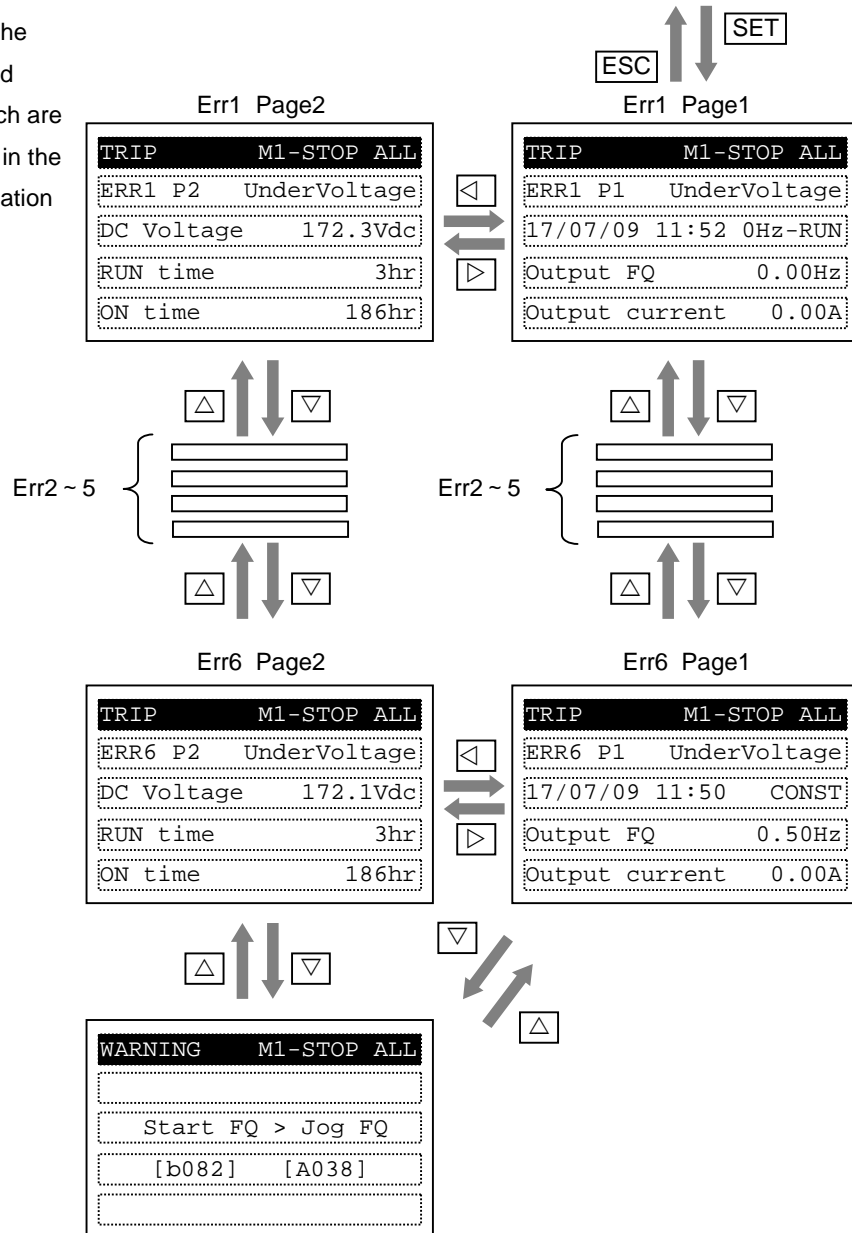 he
d
ch are
in the
ation
SET
ESC
Err1 Page2
TRIP M1-STOP ALL
ERR1 P2 UnderVoltage
DC Voltage 172.3Vdc
RUN time 3hr
ON time 186hr
◁
▷
Err1 Page1
TRIP M1-STOP ALL
ERR1 P1 UnderVoltage
17/07/09 11:52 0Hz-RUN
Output FQ 0.00Hz
Output current 0.00A
△ ▽
△ ▽
Err2 ~ 5
Err2 ~ 5
△ ▽
△ ▽
Err6 Page2
TRIP M1-STOP ALL
ERR6 P2 UnderVoltage
DC Voltage 172.1Vdc
RUN time 3hr
ON time 186hr
◁
▷
Err6 Page1
TRIP M1-STOP ALL
ERR6 P1 UnderVoltage
17/07/09 11:50 CONST
Output FQ 0.50Hz
Output current 0.00A
△ ▽
▽
△
WARNING M1-STOP ALL
Start FQ > Jog FQ
[b082] [A038]